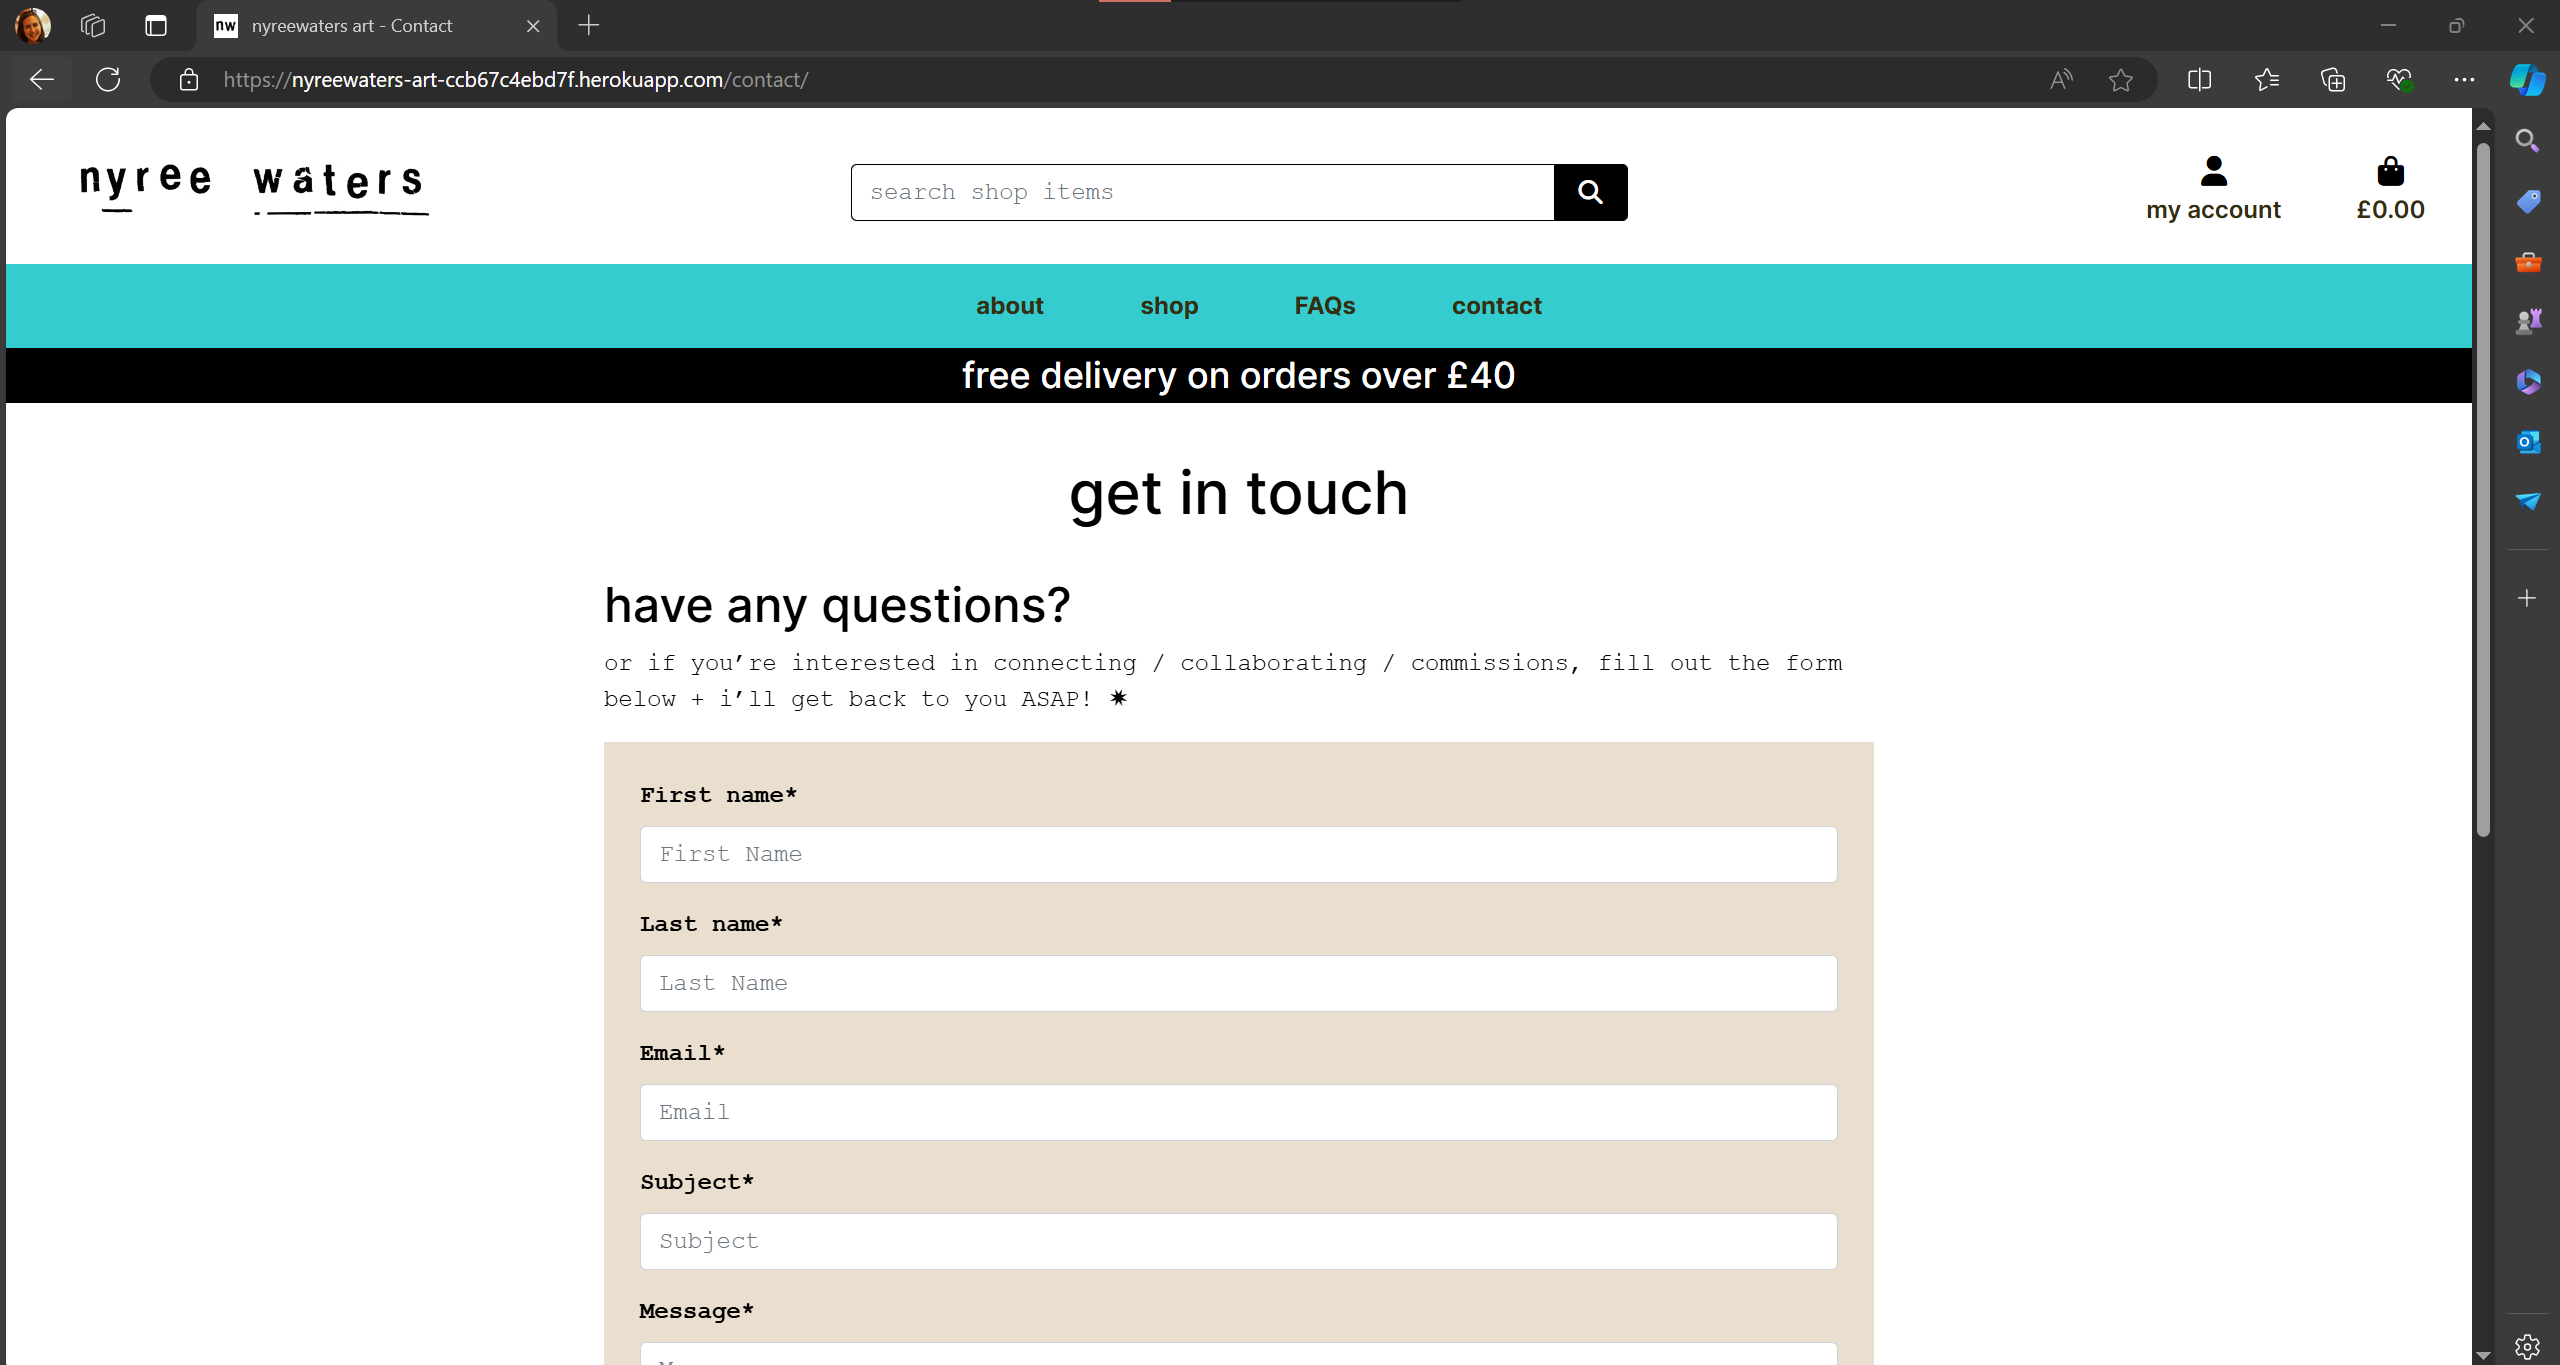 nw nyreewaters art - Contact
https://nyreewaters-art-ccb67c4ebd7f.herokuapp.com/contact/
nyree waters
search shop items
my account
£0.00
about shop FAQs contact
free delivery on orders over £40
get in touch
have any questions?
or if you’re interested in connecting / collaborating / commissions, fill out the form
below + i’ll get back to you ASAP! ✷
First name*
First Name
Last name*
Last Name
Email*
Email
Subject*
Subject
Message*